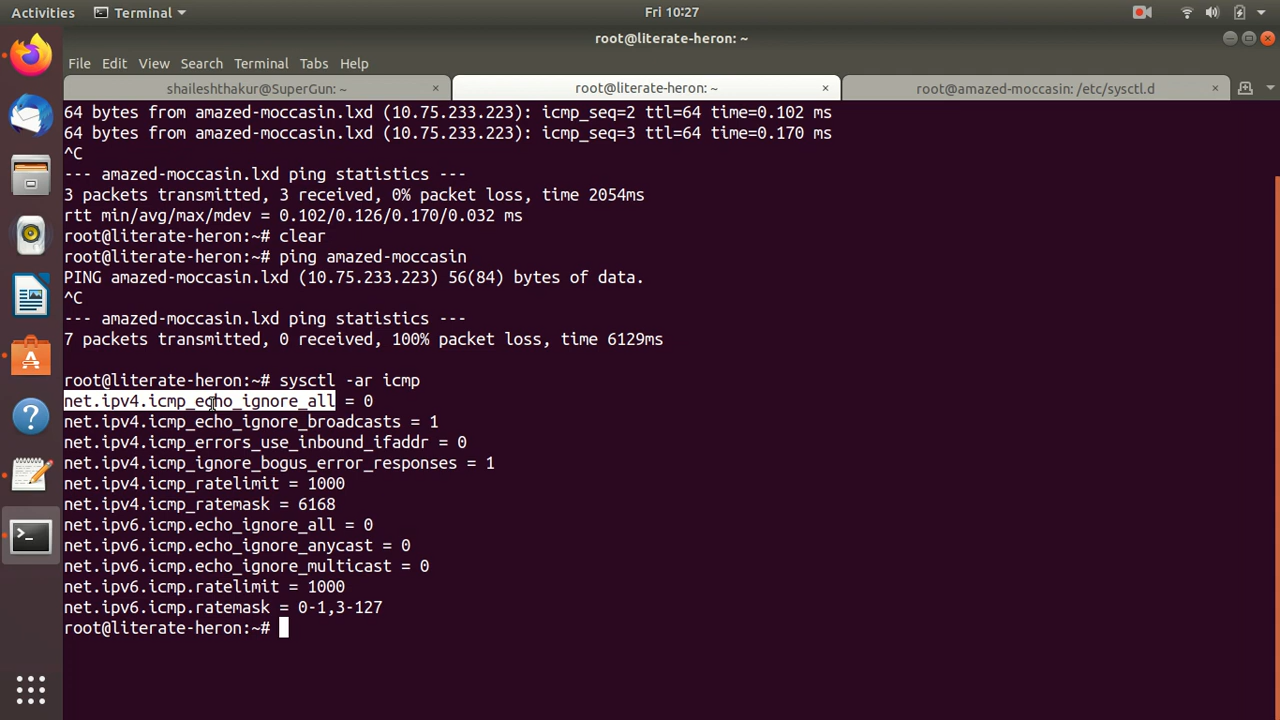 Activities
Terminal
Fri 10:27
root@literate-heron: ~
File Edit View Search Terminal Tabs Help
shaileshthakur@SuperGun: ~ ×
root@literate-heron: ~ ×
root@amazed-moccasin: /etc/sysctl.d ×
64 bytes from amazed-moccasin.lxd (10.75.233.223): icmp_seq=2 ttl=64 time=0.102 ms
64 bytes from amazed-moccasin.lxd (10.75.233.223): icmp_seq=3 ttl=64 time=0.170 ms
^C
--- amazed-moccasin.lxd ping statistics ---
3 packets transmitted, 3 received, 0% packet loss, time 2054ms
rtt min/avg/max/mdev = 0.102/0.126/0.170/0.032 ms
root@literate-heron:~# clear
root@literate-heron:~# ping amazed-moccasin
PING amazed-moccasin.lxd (10.75.233.223) 56(84) bytes of data.
^C
--- amazed-moccasin.lxd ping statistics ---
7 packets transmitted, 0 received, 100% packet loss, time 6129ms
root@literate-heron:~# sysctl -ar icmp
net.ipv4.icmp_echo_ignore_all = 0
net.ipv4.icmp_echo_ignore_broadcasts = 1
net.ipv4.icmp_errors_use_inbound_ifaddr = 0
net.ipv4.icmp_ignore_bogus_error_responses = 1
net.ipv4.icmp_ratelimit = 1000
net.ipv4.icmp_ratemask = 6168
net.ipv6.icmp.echo_ignore_all = 0
net.ipv6.icmp.echo_ignore_anycast = 0
net.ipv6.icmp.echo_ignore_multicast = 0
net.ipv6.icmp.ratelimit = 1000
net.ipv6.icmp.ratemask = 0-1,3-127
root@literate-heron:~#